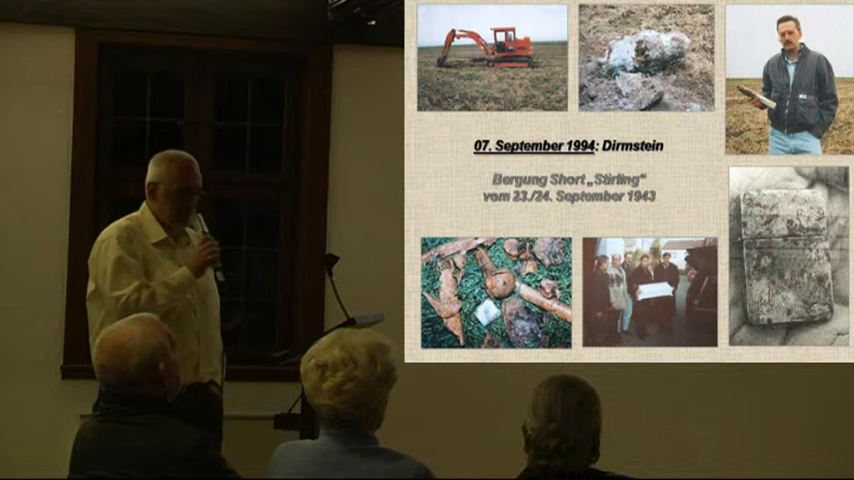 07. September 1994: Dirmstein
Bergung Short „Stirling“
vom 23./24. September 1943